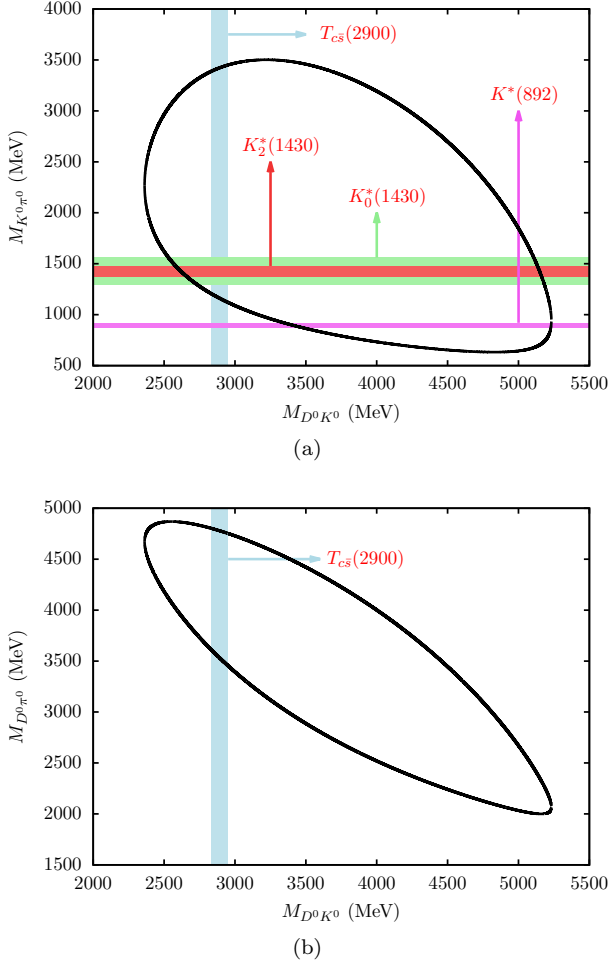 4000
3500
3000
2500
2000
1500
1000
500
M_{K^0π^0} (MeV)
T_{cs̄}(2900)
K^*(892)
K_2^*(1430)
K_0^*(1430)
2000 2500 3000 3500 4000 4500 5000 5500
M_{D^0K^0} (MeV)
(a)
5000
4500
4000
3500
3000
2500
2000
1500
M_{D^0π^0} (MeV)
T_{cs̄}(2900)
2000 2500 3000 3500 4000 4500 5000 5500
M_{D^0K^0} (MeV)
(b)